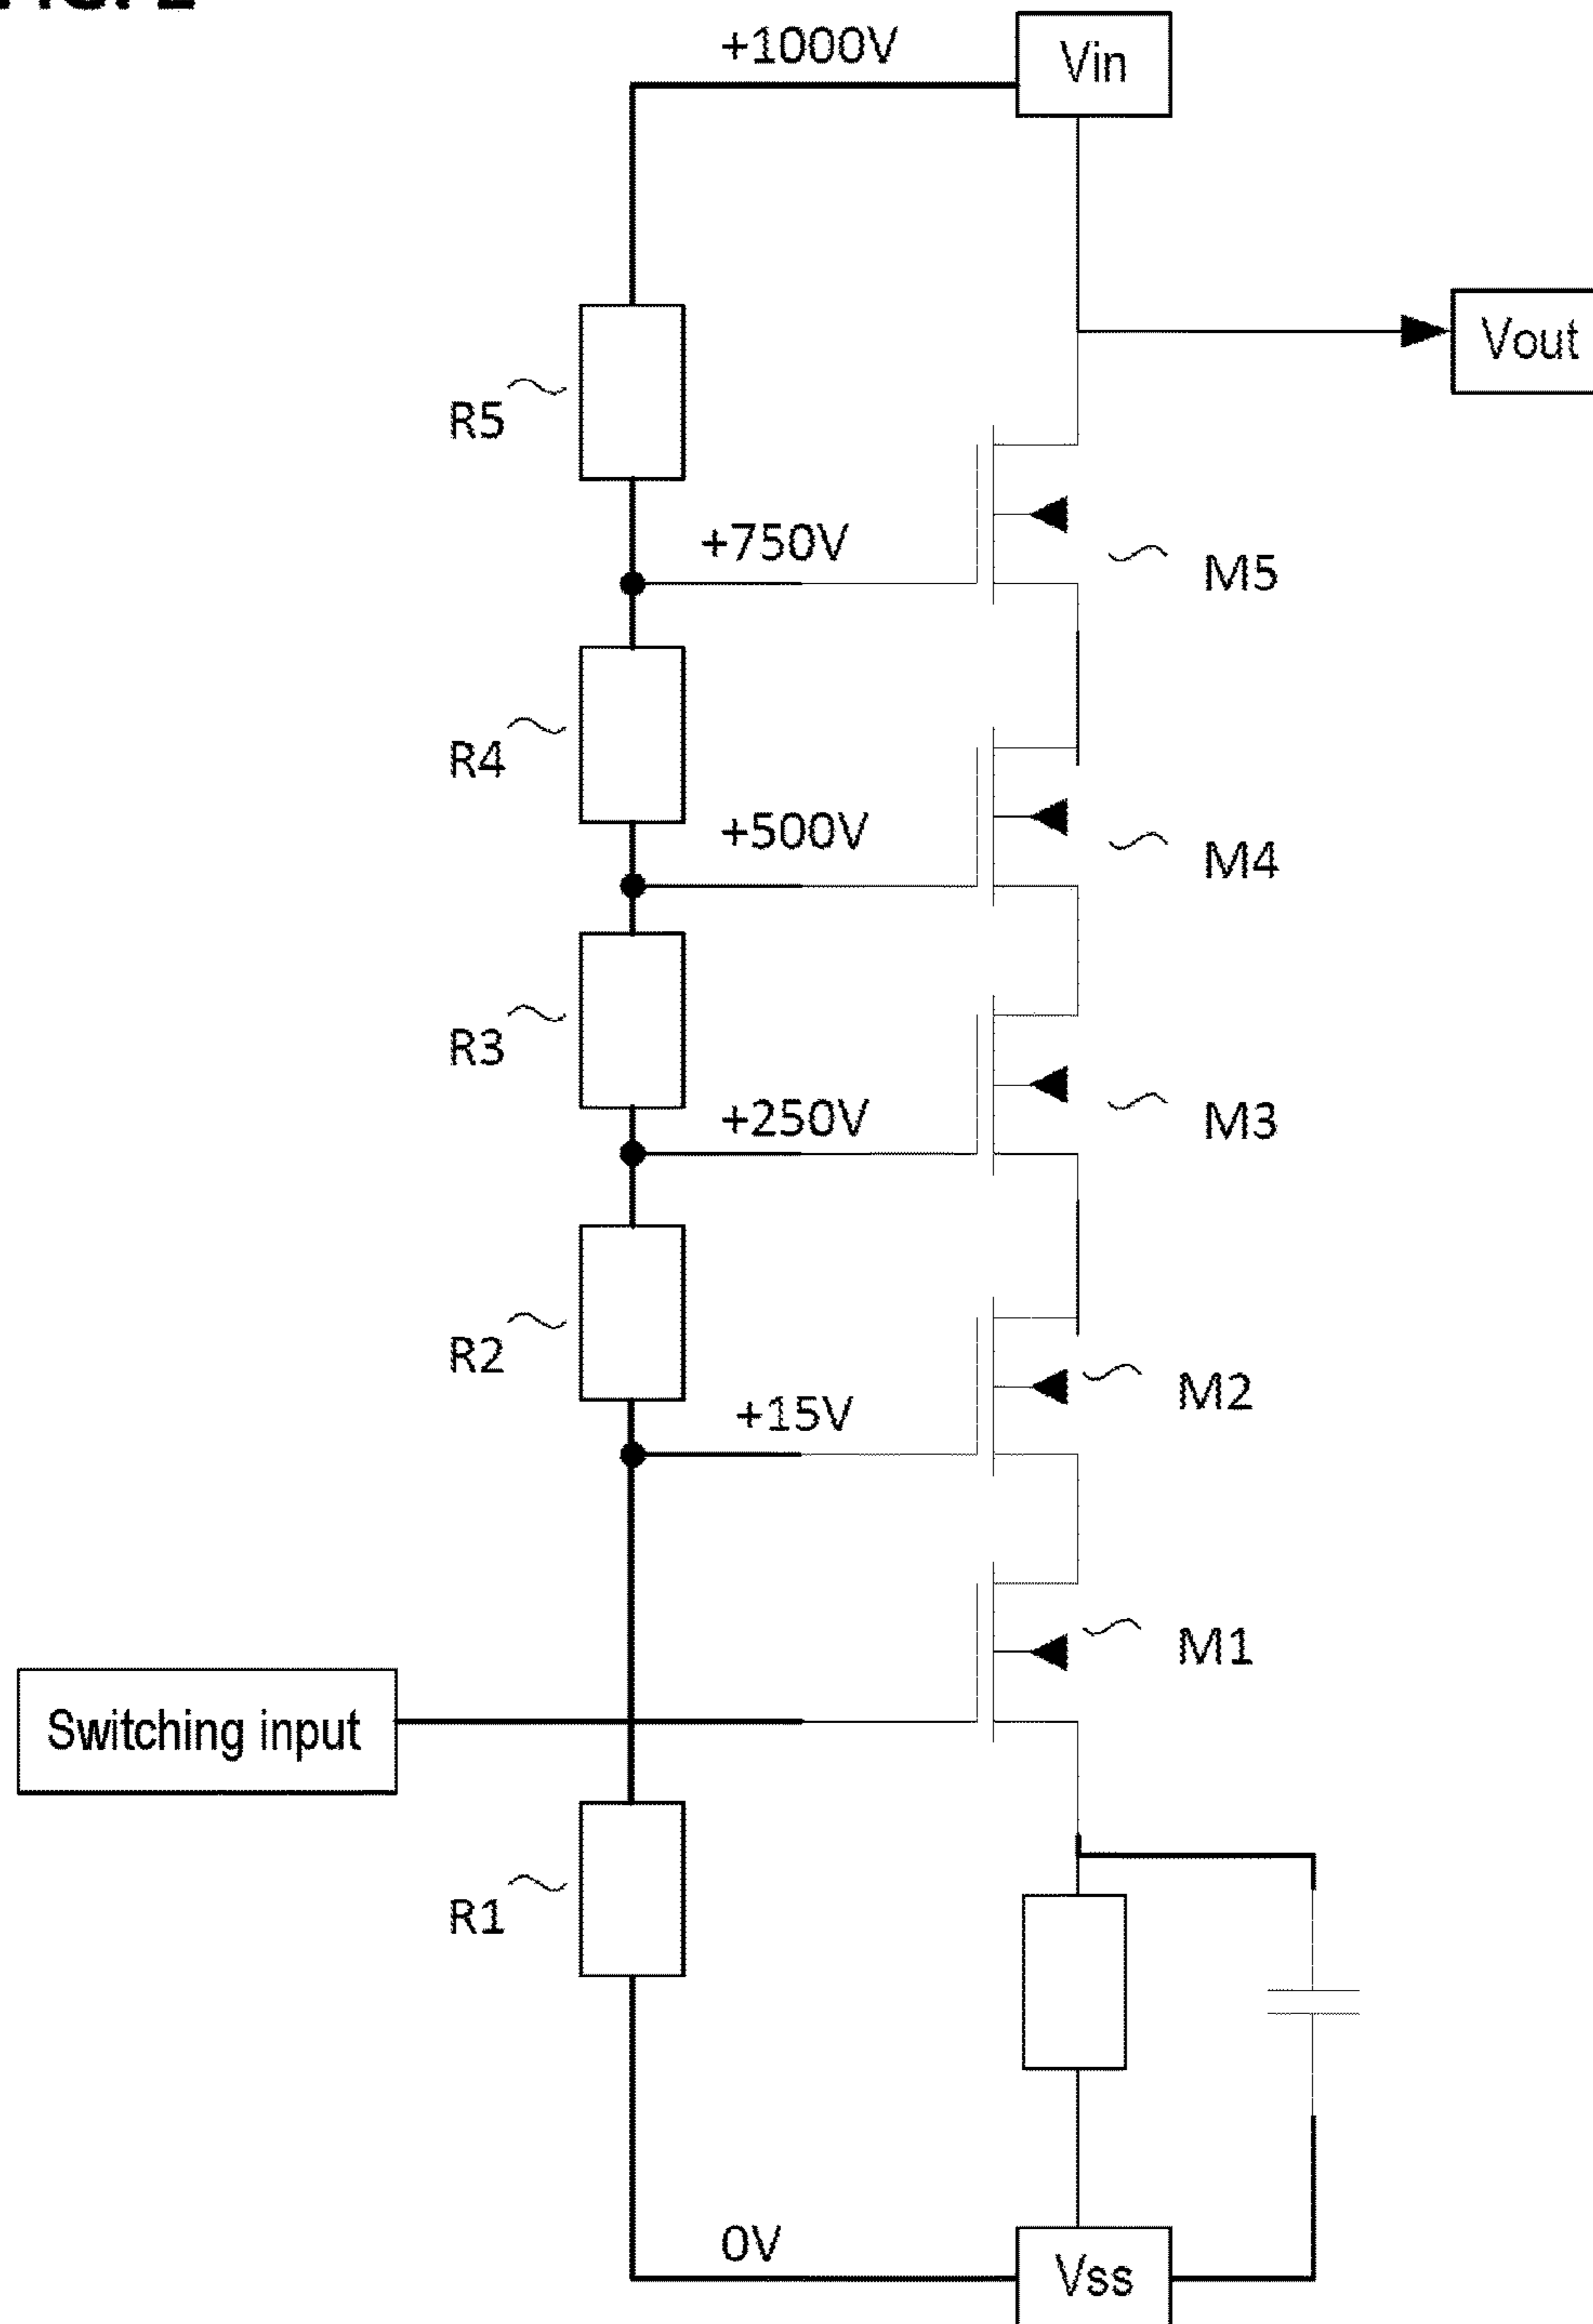 +1000V
Vin
Vout
R5
+750V
M5
R4
+500V
M4
R3
+250V
M3
R2
+15V
M2
M1
Switching input
R1
0V
Vss